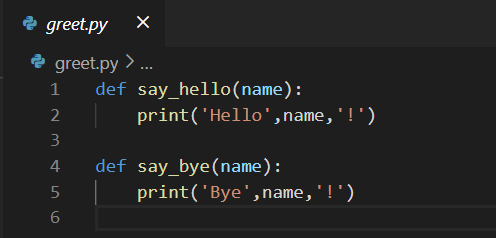 greet.py ×
greet.py > ...
1 def say_hello(name):
2     print('Hello',name,'!')
3
4 def say_bye(name):
5     print('Bye',name,'!')
6